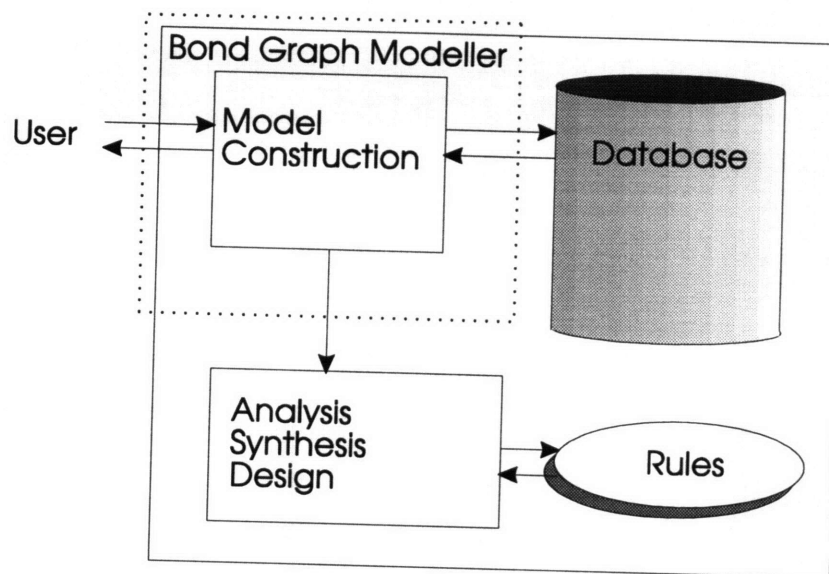 Bond Graph Modeller
User
Model
Construction
Database
Analysis
Synthesis
Design
Rules